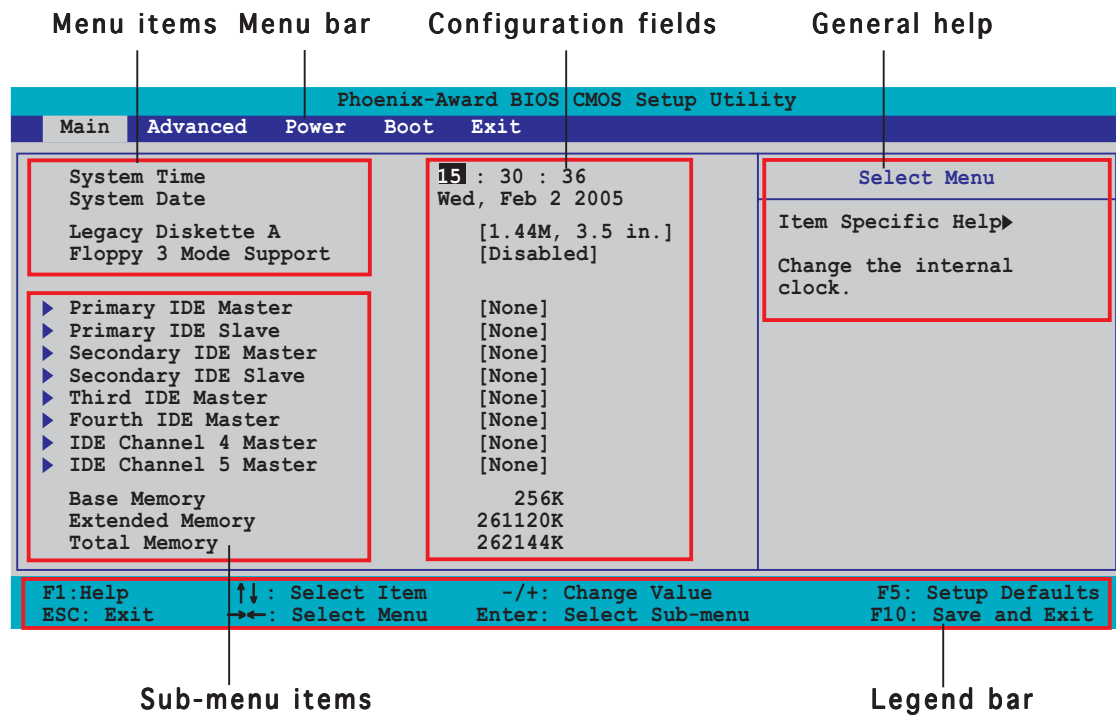 Menu items Menu bar Configuration fields General help
Phoenix-Award BIOS CMOS Setup Utility
Main Advanced Power Boot Exit
System Time 15 : 30 : 36
System Date Wed, Feb 2 2005
Legacy Diskette A [1.44M, 3.5 in.]
Floppy 3 Mode Support [Disabled]
Primary IDE Master [None]
Primary IDE Slave [None]
Secondary IDE Master [None]
Secondary IDE Slave [None]
Third IDE Master [None]
Fourth IDE Master [None]
IDE Channel 4 Master [None]
IDE Channel 5 Master [None]
Base Memory 256K
Extended Memory 261120K
Total Memory 262144K
Select Menu
Item Specific Help▶
Change the internal
clock.
F1:Help ↑↓: Select Item -/+: Change Value F5: Setup Defaults
ESC: Exit →←: Select Menu Enter: Select Sub-menu F10: Save and Exit
Sub-menu items Legend bar